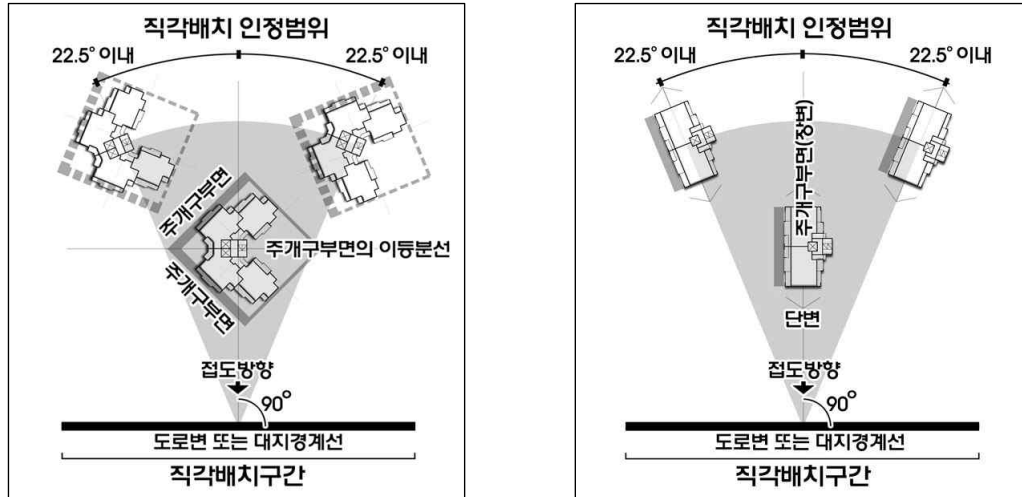 직각배치 인정범위
22.5° 이내
22.5° 이내
주개구부면
주개구부면의 이등분선
주개구부면
접도방향
90°
도로변 또는 대지경계선
직각배치구간
직각배치 인정범위
22.5° 이내
22.5° 이내
주개구부면(장변)
단변
접도방향
90°
도로변 또는 대지경계선
직각배치구간